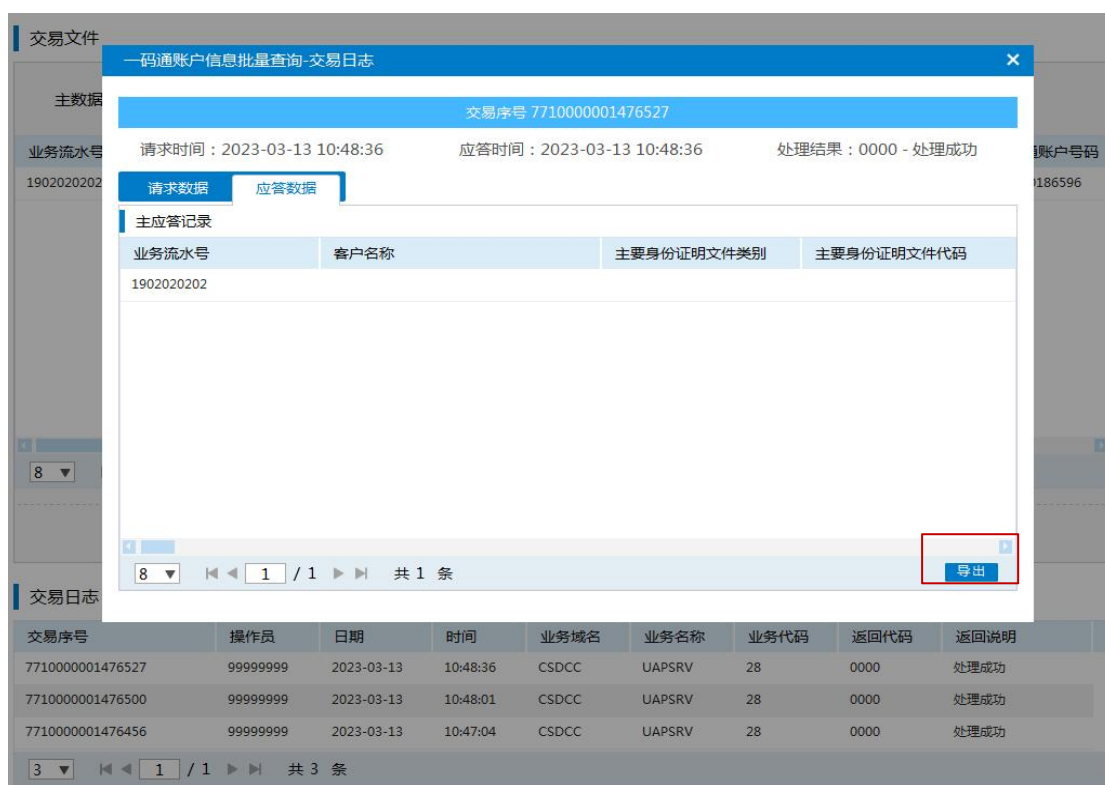 交易文件
一码通账户信息批量查询-交易日志 ×
主数据
交易序号 7710000001476527
业务流水号
请求时间：2023-03-13 10:48:36 应答时间：2023-03-13 10:48:36 处理结果：0000 - 处理成功
账户号码
1902020202
186596
请求数据 应答数据
主应答记录
业务流水号 客户名称 主要身份证明文件类别 主要身份证明文件代码
1902020202
8
8 1 / 1 共 1 条 导出
交易日志
交易序号 操作员 日期 时间 业务域名 业务名称 业务代码 返回代码 返回说明
7710000001476527 99999999 2023-03-13 10:48:36 CSDCC UAPSRV 28 0000 处理成功
7710000001476500 99999999 2023-03-13 10:48:01 CSDCC UAPSRV 28 0000 处理成功
7710000001476456 99999999 2023-03-13 10:47:04 CSDCC UAPSRV 28 0000 处理成功
3 1 / 1 共 3 条